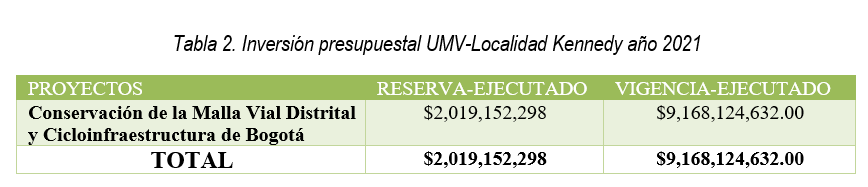 Tabla 2. Inversión presupuestal UMV-Localidad Kennedy año 2021
PROYECTOS RESERVA-EJECUTADO VIGENCIA-EJECUTADO
Conservación de la Malla Vial Distrital $2,019,152,298 $9,168,124,632.00
y Cicloinfraestructura de Bogotá
TOTAL $2,019,152,298 $9,168,124,632.00